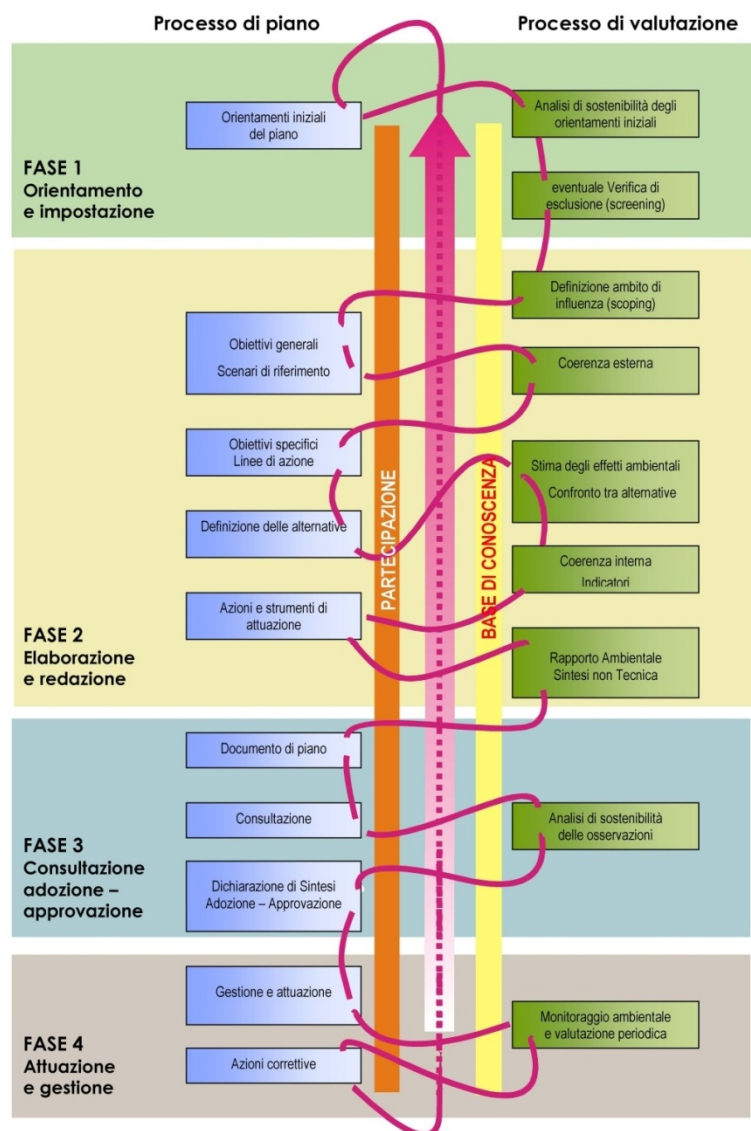 Processo di piano
Processo di valutazione
FASE 1
Orientamento
e impostazione
Orientamenti iniziali
del piano
Analisi di sostenibilità degli
orientamenti iniziali
eventuale Verifica di
esclusione (screening)
FASE 2
Elaborazione
e redazione
Definizione ambito di
influenza (scoping)
Obiettivi generali
Scenari di riferimento
Coerenza esterna
Obiettivi specifici
Linee di azione
Stima degli effetti ambientali
Confronto tra alternative
Definizione delle alternative
Coerenza interna
Indicatori
Azioni e strumenti di
attuazione
Rapporto Ambientale
Sintesi non Tecnica
PARTECIPAZIONE
BASE DI CONOSCENZA
FASE 3
Consultazione
adozione –
approvazione
Documento di piano
Consultazione
Analisi di sostenibilità
delle osservazioni
Dichiarazione di Sintesi
Adozione – Approvazione
FASE 4
Attuazione
e gestione
Gestione e attuazione
Monitoraggio ambientale
e valutazione periodica
Azioni correttive